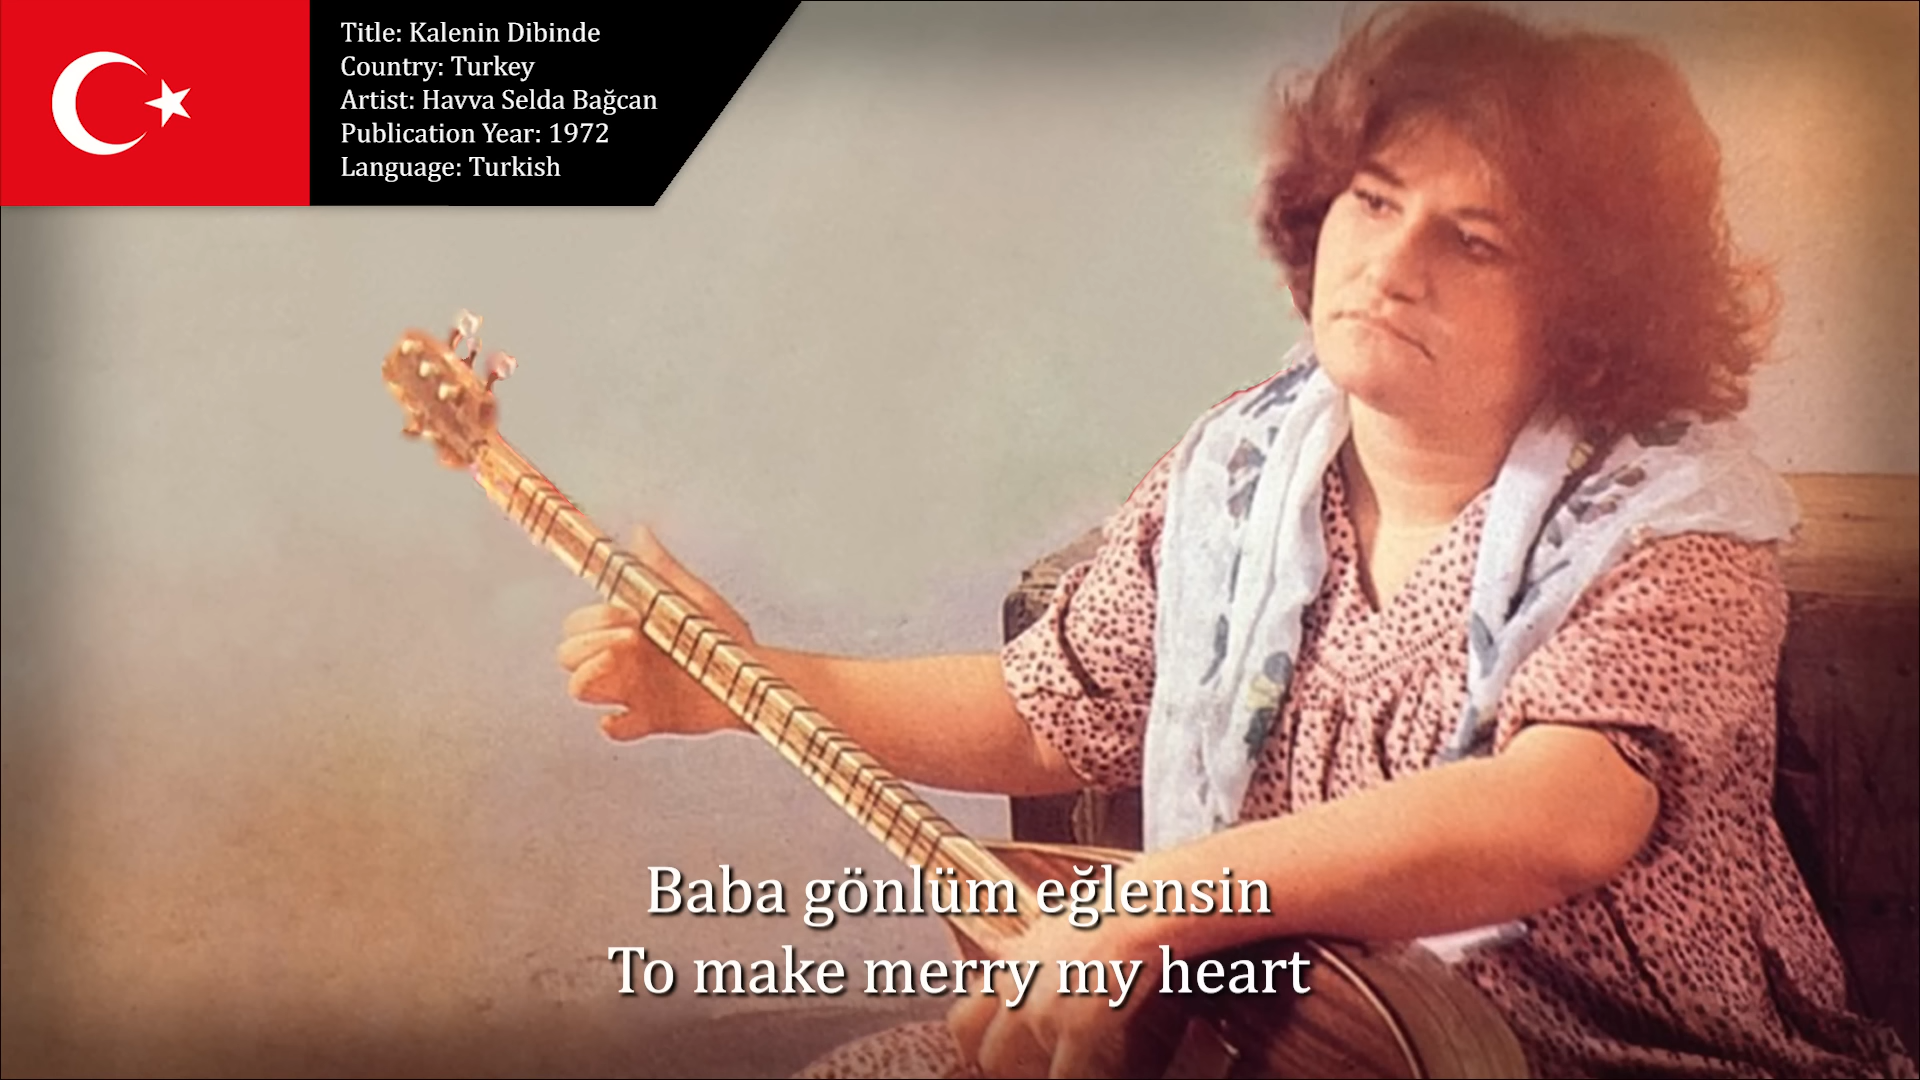 Title: Kalenin Dibinde
Country: Turkey
Artist: Havva Selda Bağcan
Publication Year: 1972
Language: Turkish
Baba gönlüm eğlensin
To make merry my heart